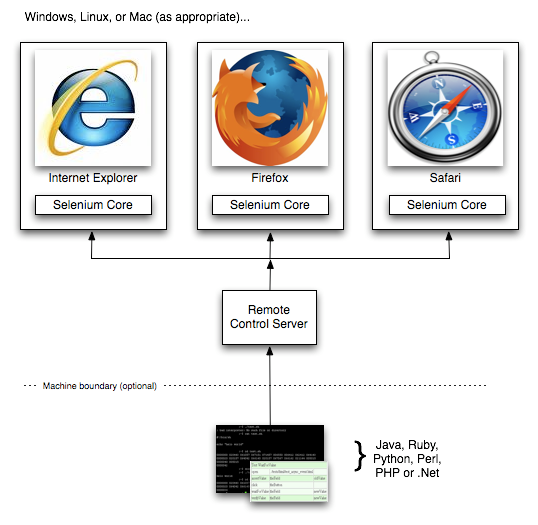 Windows, Linux, or Mac (as appropriate)...
Internet Explorer
Firefox
Safari
Selenium Core
Selenium Core
Selenium Core
Remote
Control Server
Machine boundary (optional)
Java, Ruby,
Python, Perl,
PHP or .Net